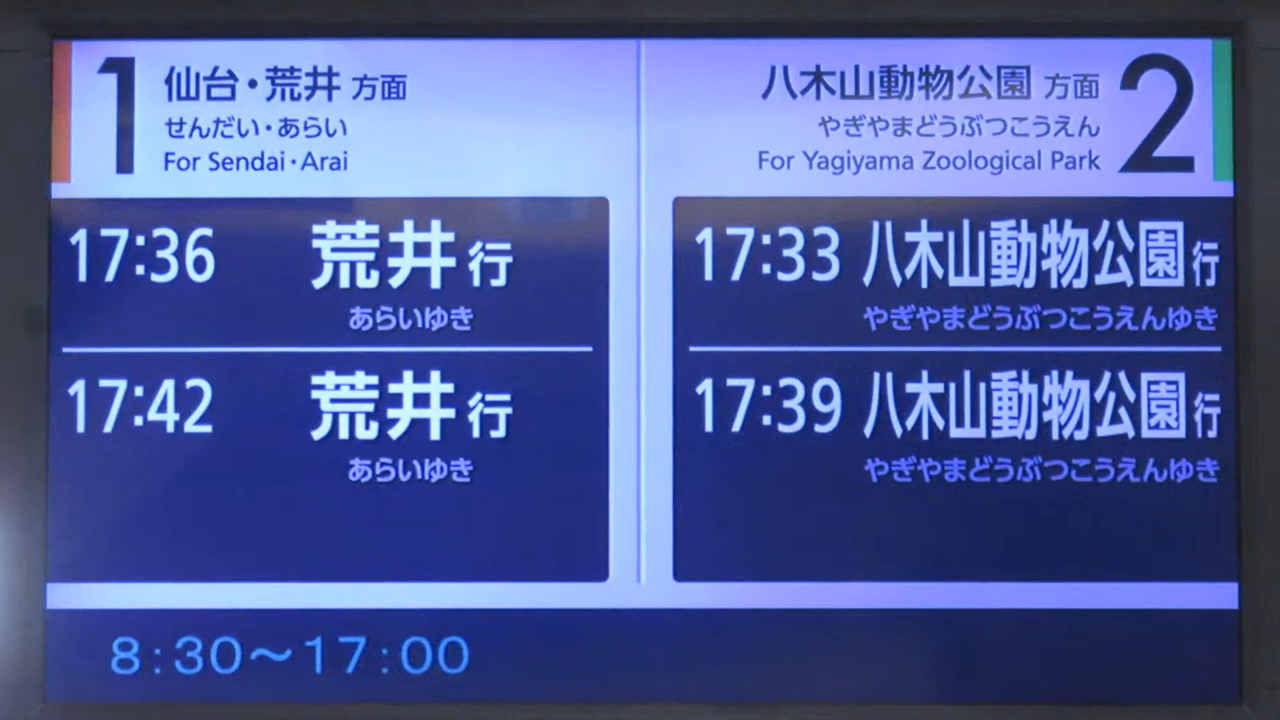 1 仙台・荒井 方面
せんだい・あらい
For Sendai・Arai
17:36 荒井行
あらいゆき
17:42 荒井行
あらいゆき
八木山動物公園 方面 2
やぎやまどうぶつこうえん
For Yagiyama Zoological Park
17:33 八木山動物公園行
やぎやまどうぶつこうえんゆき
17:39 八木山動物公園行
やぎやまどうぶつこうえんゆき
8:30～17:00